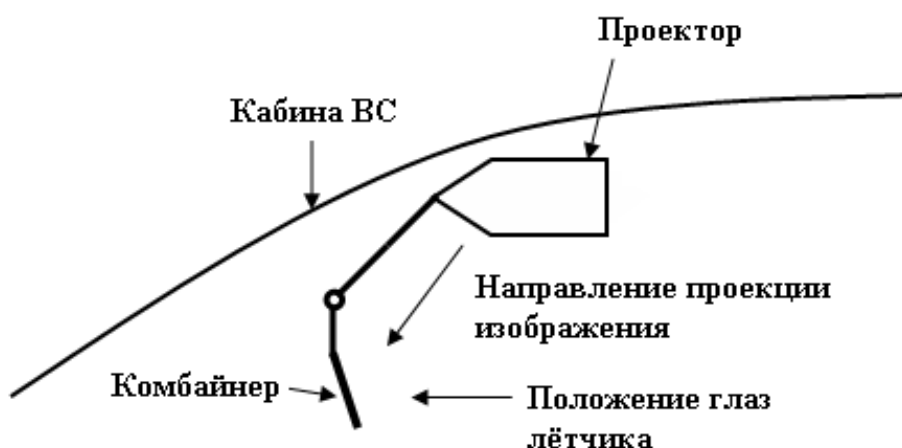 Проектор
Кабина ВС
Направление проекции
изображения
Комбайнер
Положение глаз
лётчика